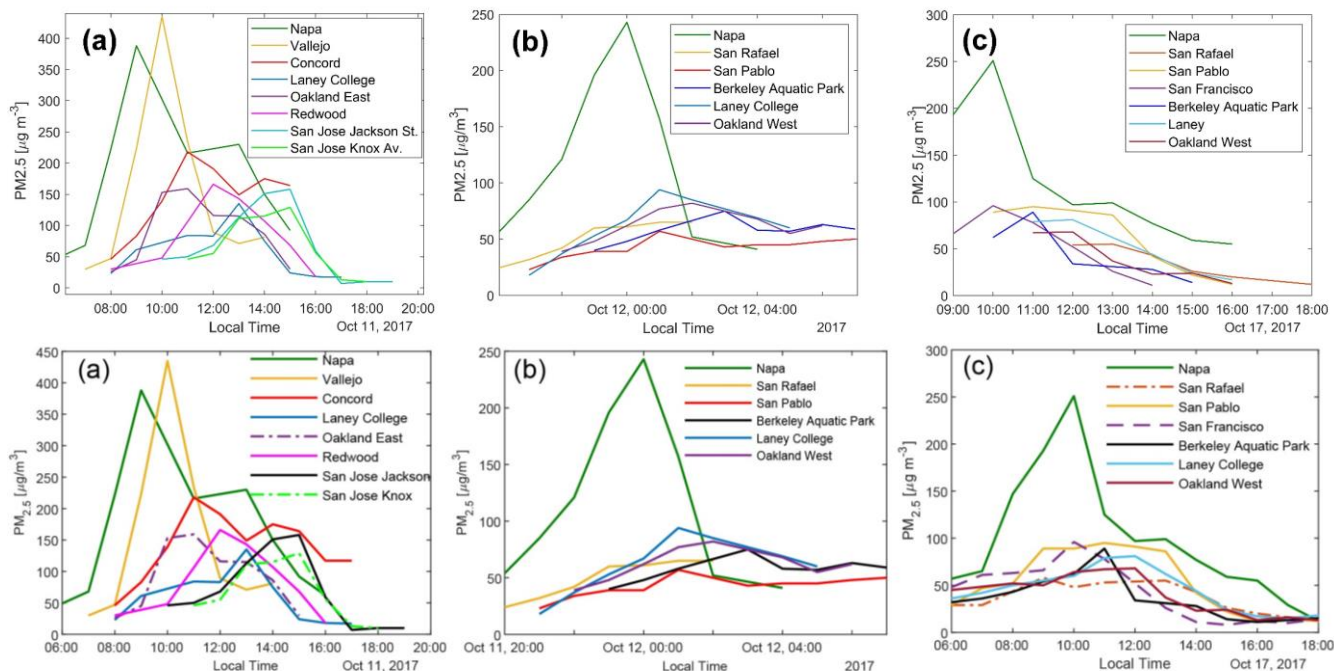 (a)
Napa
Vallejo
Concord
Laney College
Oakland East
Redwood
San Jose Jackson St.
San Jose Knox Av.
PM2.5 [µg m⁻³]
400
350
300
250
200
150
100
50
0
08:00 10:00 12:00 14:00 16:00 18:00 20:00
Local Time
Oct 11, 2017
(b)
Napa
San Rafael
San Pablo
Berkeley Aquatic Park
Laney College
Oakland West
PM2.5 [µg/m³]
250
200
150
100
50
0
Oct 12, 00:00 Oct 12, 04:00
Local Time
2017
(c)
Napa
San Rafael
San Pablo
San Francisco
Berkeley Aquatic Park
Laney
Oakland West
PM2.5 [µg m⁻³]
300
250
200
150
100
50
0
09:00 10:00 11:00 12:00 13:00 14:00 15:00 16:00 17:00 18:00
Local Time
Oct 17, 2017
(a)
Napa
Vallejo
Concord
Laney College
Oakland East
Redwood
San Jose Jackson
San Jose Knox
PM₂.₅ [µg/m³]
450
400
350
300
250
200
150
100
50
0
06:00 08:00 10:00 12:00 14:00 16:00 18:00 20:00
Local Time
Oct 11, 2017
(b)
Napa
San Rafael
San Pablo
Berkeley Aquatic Park
Laney College
Oakland West
PM₂.₅ [µg/m³]
250
200
150
100
50
0
Oct 11, 20:00 Oct 12, 00:00 Oct 12, 04:00
Local Time
2017
(c)
Napa
San Rafael
San Pablo
San Francisco
Berkeley Aquatic Park
Laney College
Oakland West
PM₂.₅ [µg m⁻³]
300
250
200
150
100
50
0
06:00 08:00 10:00 12:00 14:00 16:00 18:00
Local Time
Oct 17, 2017